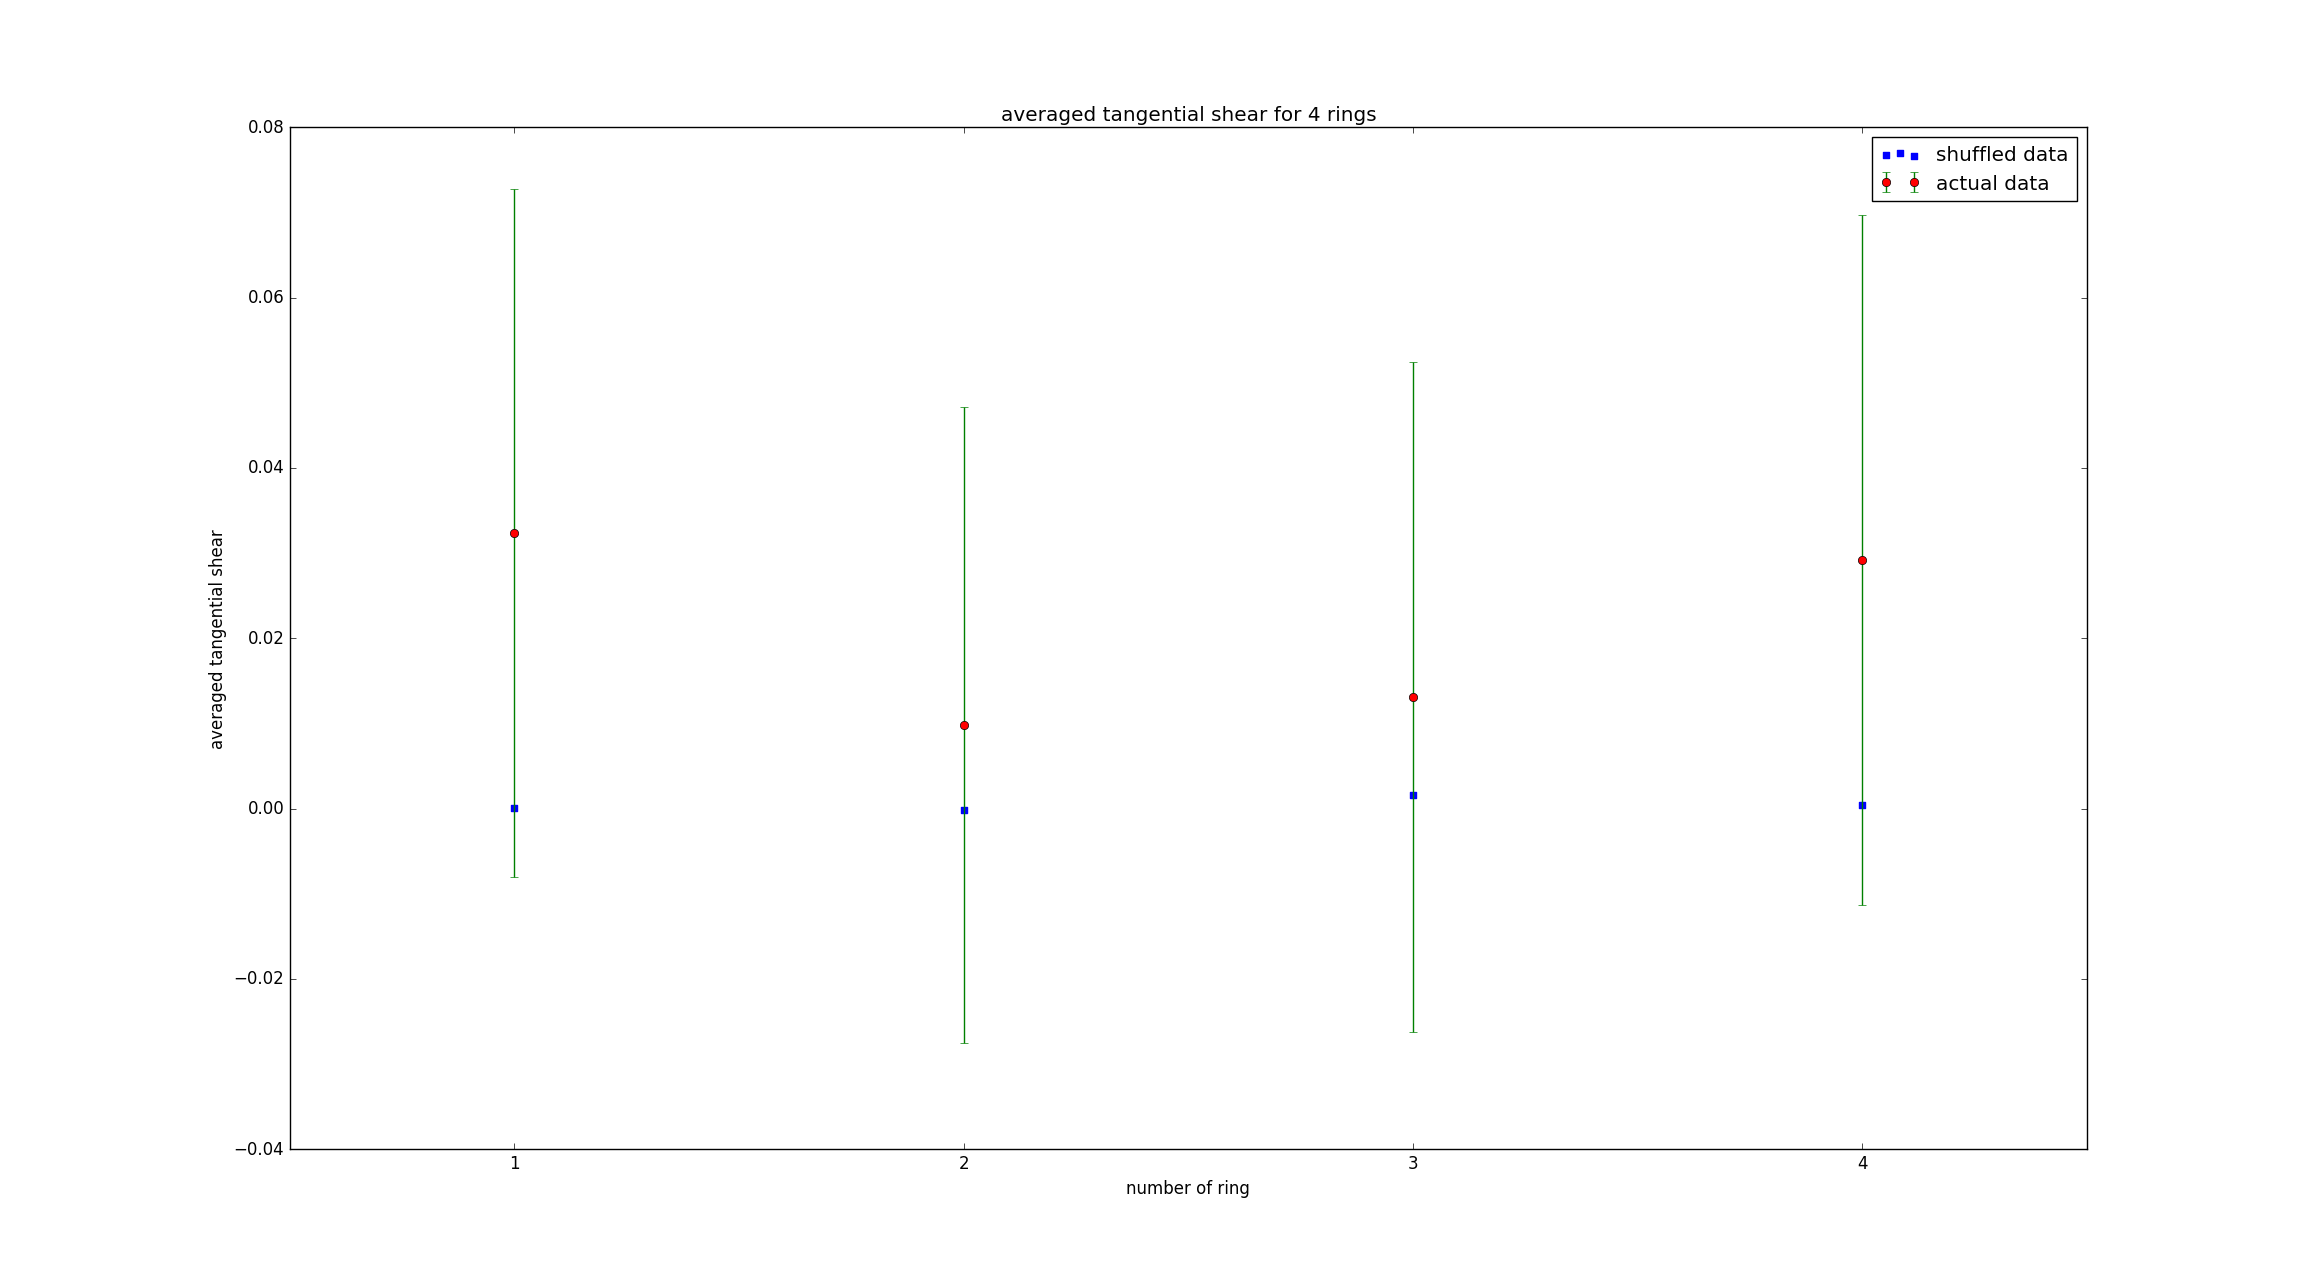 averaged tangential shear for 4 rings
0.08
0.06
0.04
0.02
0.00
−0.02
−0.04
averaged tangential shear
shuffled data
actual data
1 2 3 4
number of ring